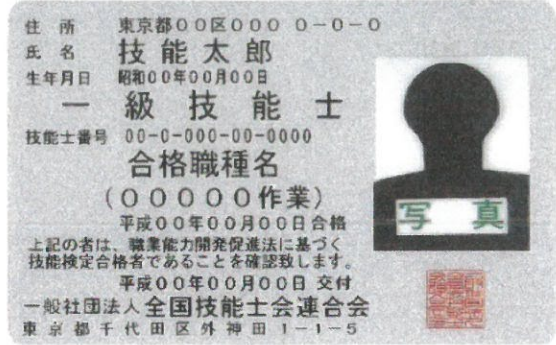 住所 東京都００区０００ ０－０－０
氏名 技能太郎
生年月日 昭和００年００月００日
一級技能士
技能士番号 00-0-000-00-0000
合格職種名
（０００００作業）
平成００年００月００日合格
上記の者は、職業能力開発促進法に基づく
技能検定合格者であることを確認致します。
平成００年００月００日 交付
一般社団法人 全国技能士会連合会
東京都千代田区外神田１－１－５
写真